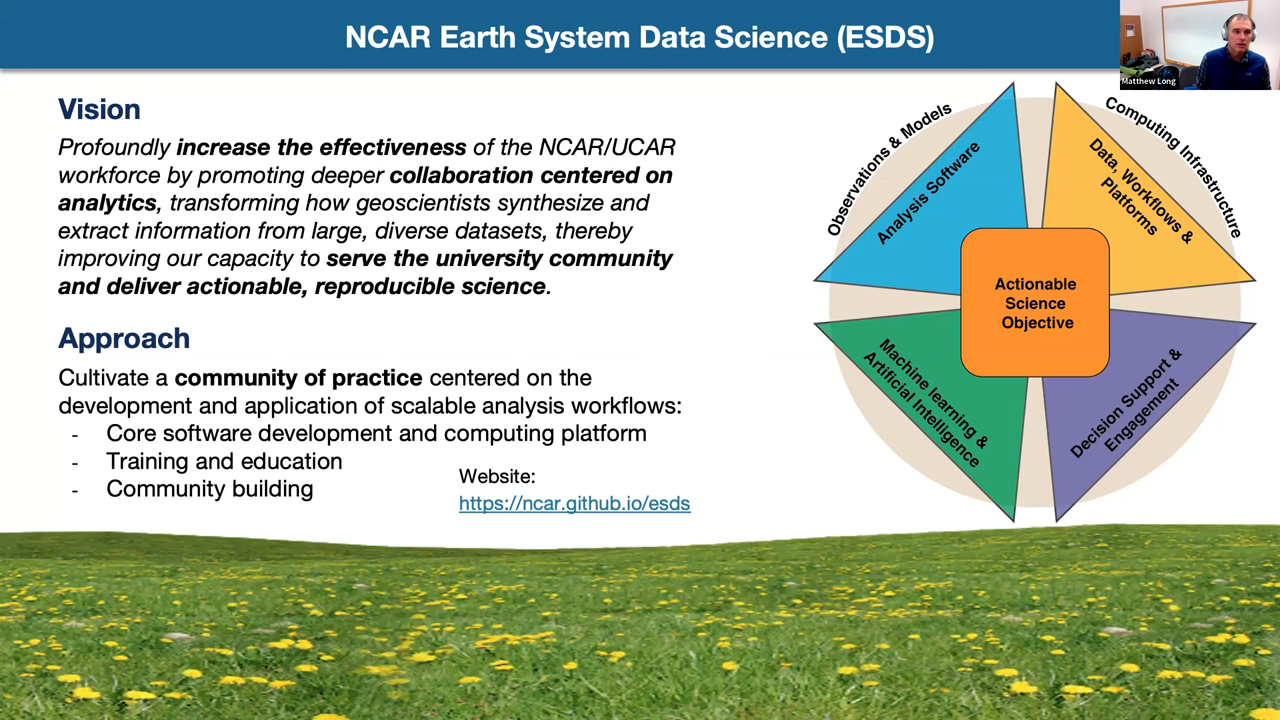 NCAR Earth System Data Science (ESDS)
Matthew Long
Vision
Profoundly increase the effectiveness of the NCAR/UCAR
workforce by promoting deeper collaboration centered on
analytics, transforming how geoscientists synthesize and
extract information from large, diverse datasets, thereby
improving our capacity to serve the university community
and deliver actionable, reproducible science.
Approach
Cultivate a community of practice centered on the
development and application of scalable analysis workflows:
- Core software development and computing platform
- Training and education
- Community building
Website:
https://ncar.github.io/esds
Observations & Models
Computing Infrastructure
Analysis Software
Data, Workflows &
Platforms
Actionable
Science
Objective
Machine learning &
Artificial Intelligence
Decision Support &
Engagement